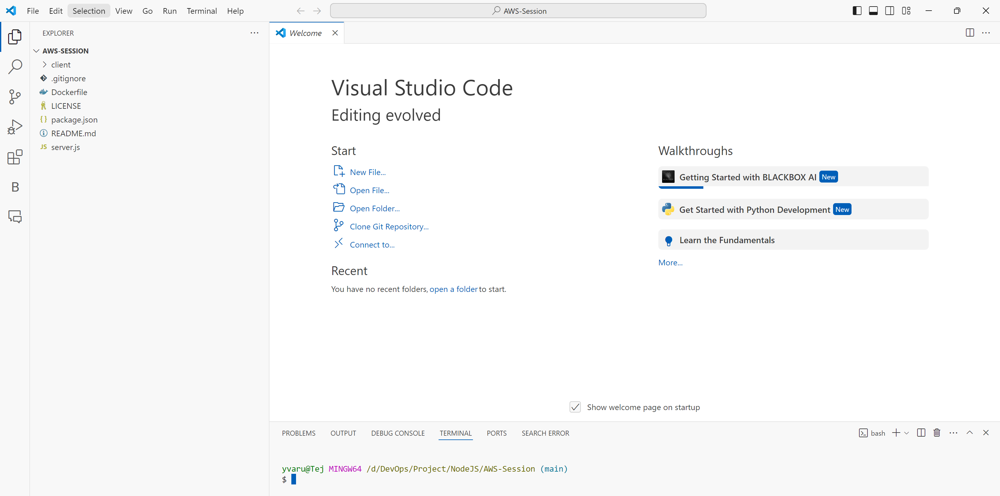 File Edit Selection View Go Run Terminal Help
AWS-Session
EXPLORER
AWS-SESSION
client
.gitignore
Dockerfile
LICENSE
package.json
README.md
JS server.js
B
Welcome
Visual Studio Code
Editing evolved
Start
New File...
Open File...
Open Folder...
Clone Git Repository...
Connect to...
Recent
You have no recent folders, open a folder to start.
Walkthroughs
Getting Started with BLACKBOX AI New
Get Started with Python Development New
Learn the Fundamentals
More...
Show welcome page on startup
PROBLEMS OUTPUT DEBUG CONSOLE TERMINAL PORTS SEARCH ERROR
bash
yvaru@Tej MINGW64 /d/DevOps/Project/NodeJS/AWS-Session (main)
$